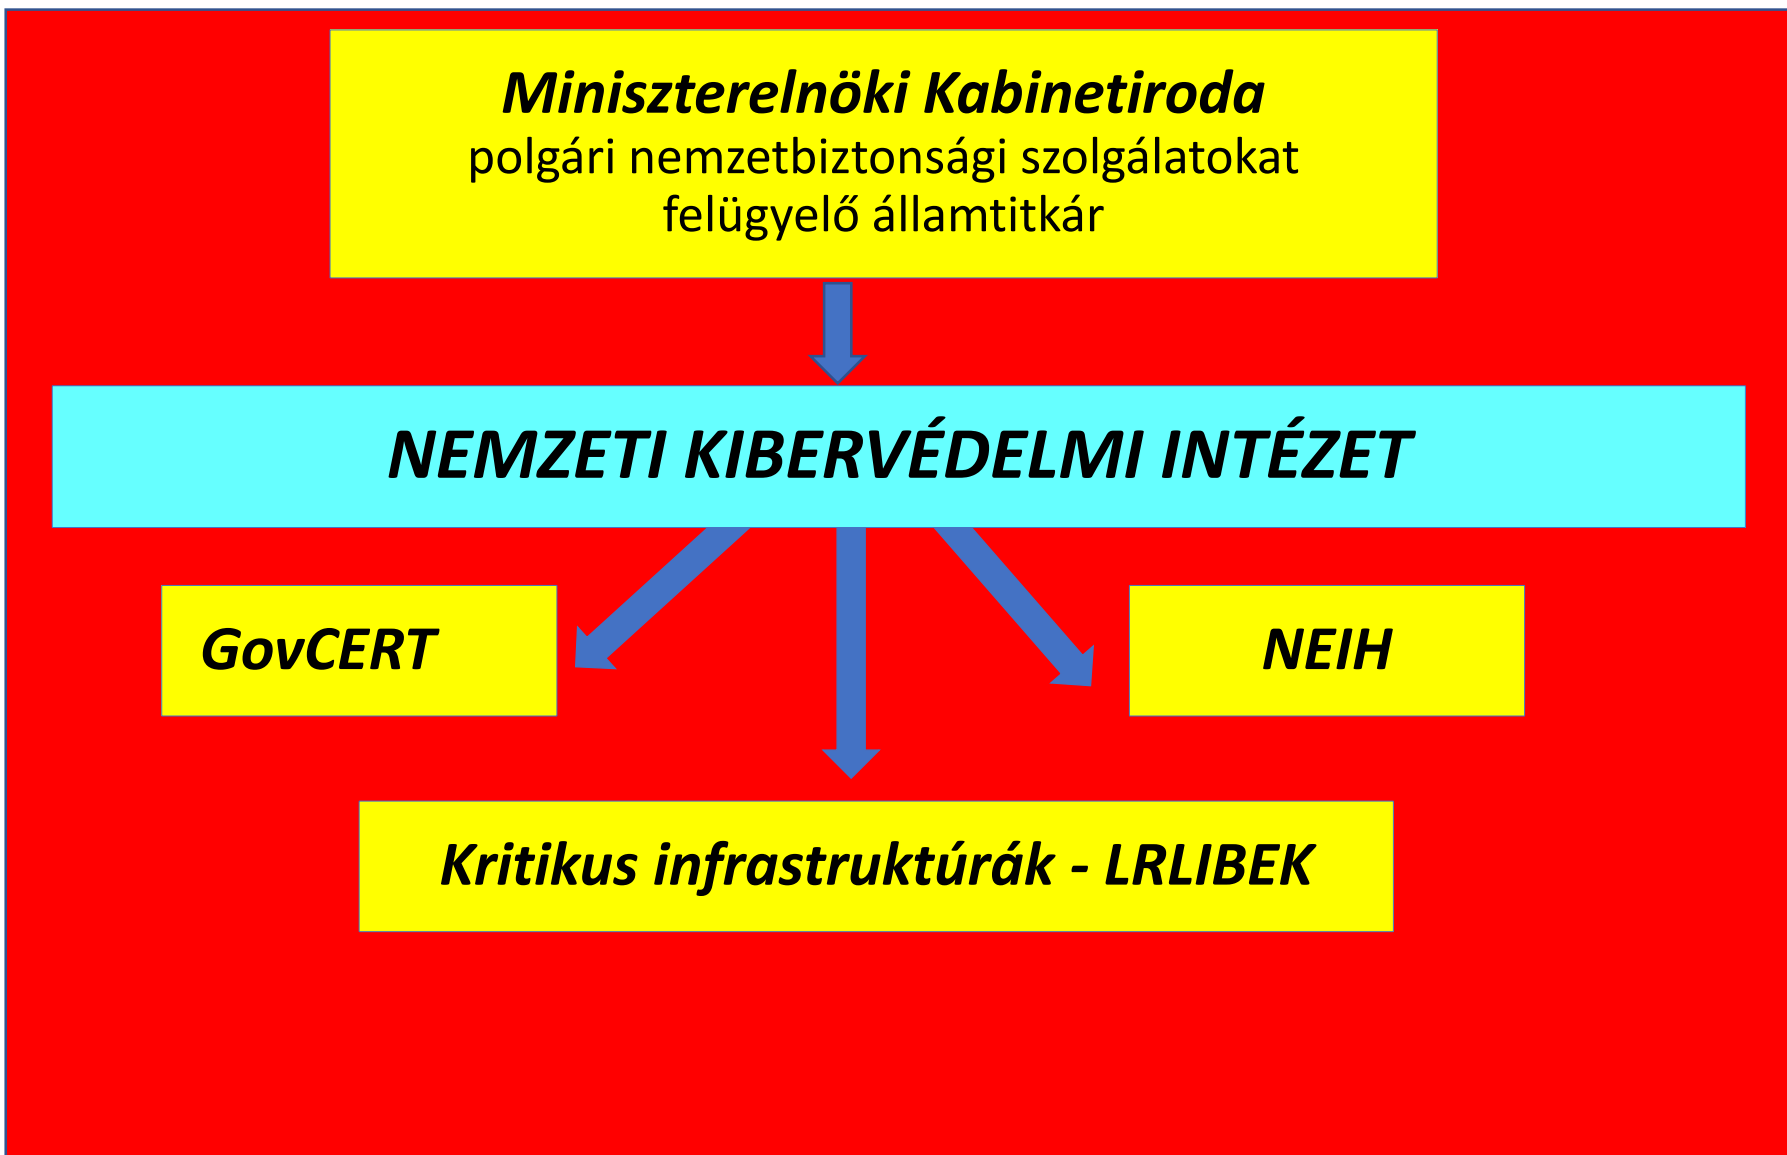 Miniszterelnöki Kabinetiroda
polgári nemzetbiztonsági szolgálatokat
felügyelő államtitkár
NEMZETI KIBERVÉDELMI INTÉZET
GovCERT
NEIH
Kritikus infrastruktúrák - LRLIBEK